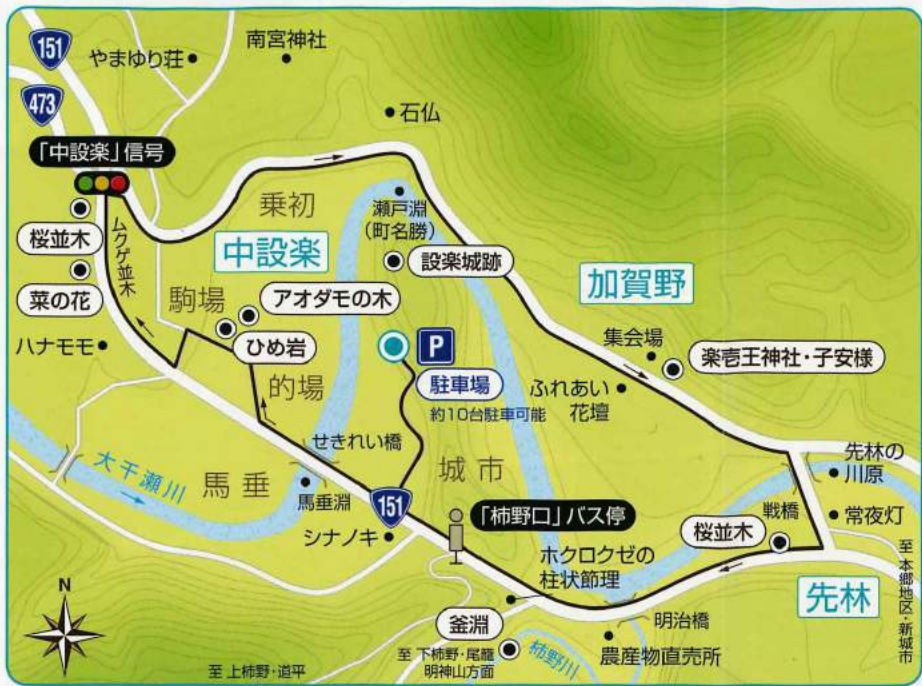 151
473
やまゆり荘
南宮神社
石仏
「中設楽」信号
桜並木
菜の花
ムクゲ並木
乗初
中設楽
瀬戸淵
(町名勝)
設楽城跡
加賀野
駒場
アオダモの木
ひめ岩
ハナモモ
的場
P
駐車場
約10台駐車可能
集会場
楽壱王神社・子安様
ふれあい
花壇
せきれい橋
城市
大千瀬川
馬垂
馬垂淵
151
シナノキ
「柿野口」バス停
先林の
川原
戦橋
常夜灯
桜並木
ホクロクゼの
柱状節理
先林
至 本郷地区・新城市
明治橋
農産物直売所
釜淵
至 下柿野・尾籠
明神山方面
柿野川
至 上柿野・道平
N